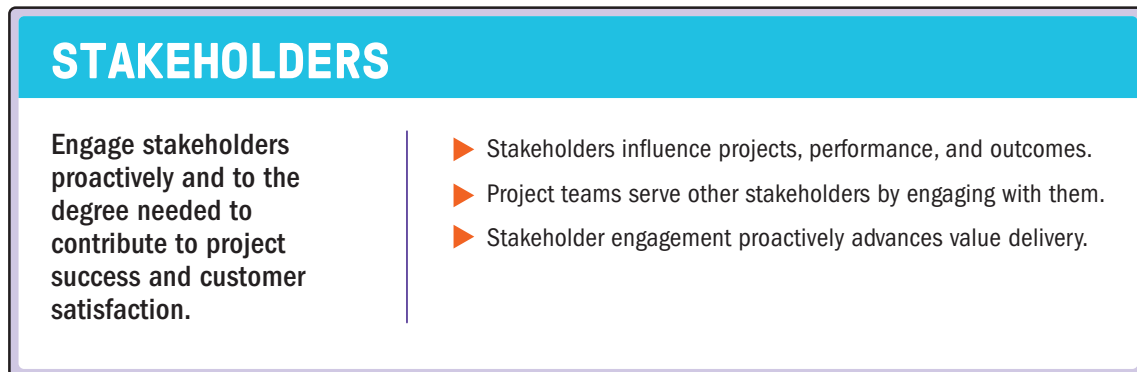 STAKEHOLDERS
Engage stakeholders
proactively and to the
degree needed to
contribute to project
success and customer
satisfaction.
Stakeholders influence projects, performance, and outcomes.
Project teams serve other stakeholders by engaging with them.
Stakeholder engagement proactively advances value delivery.